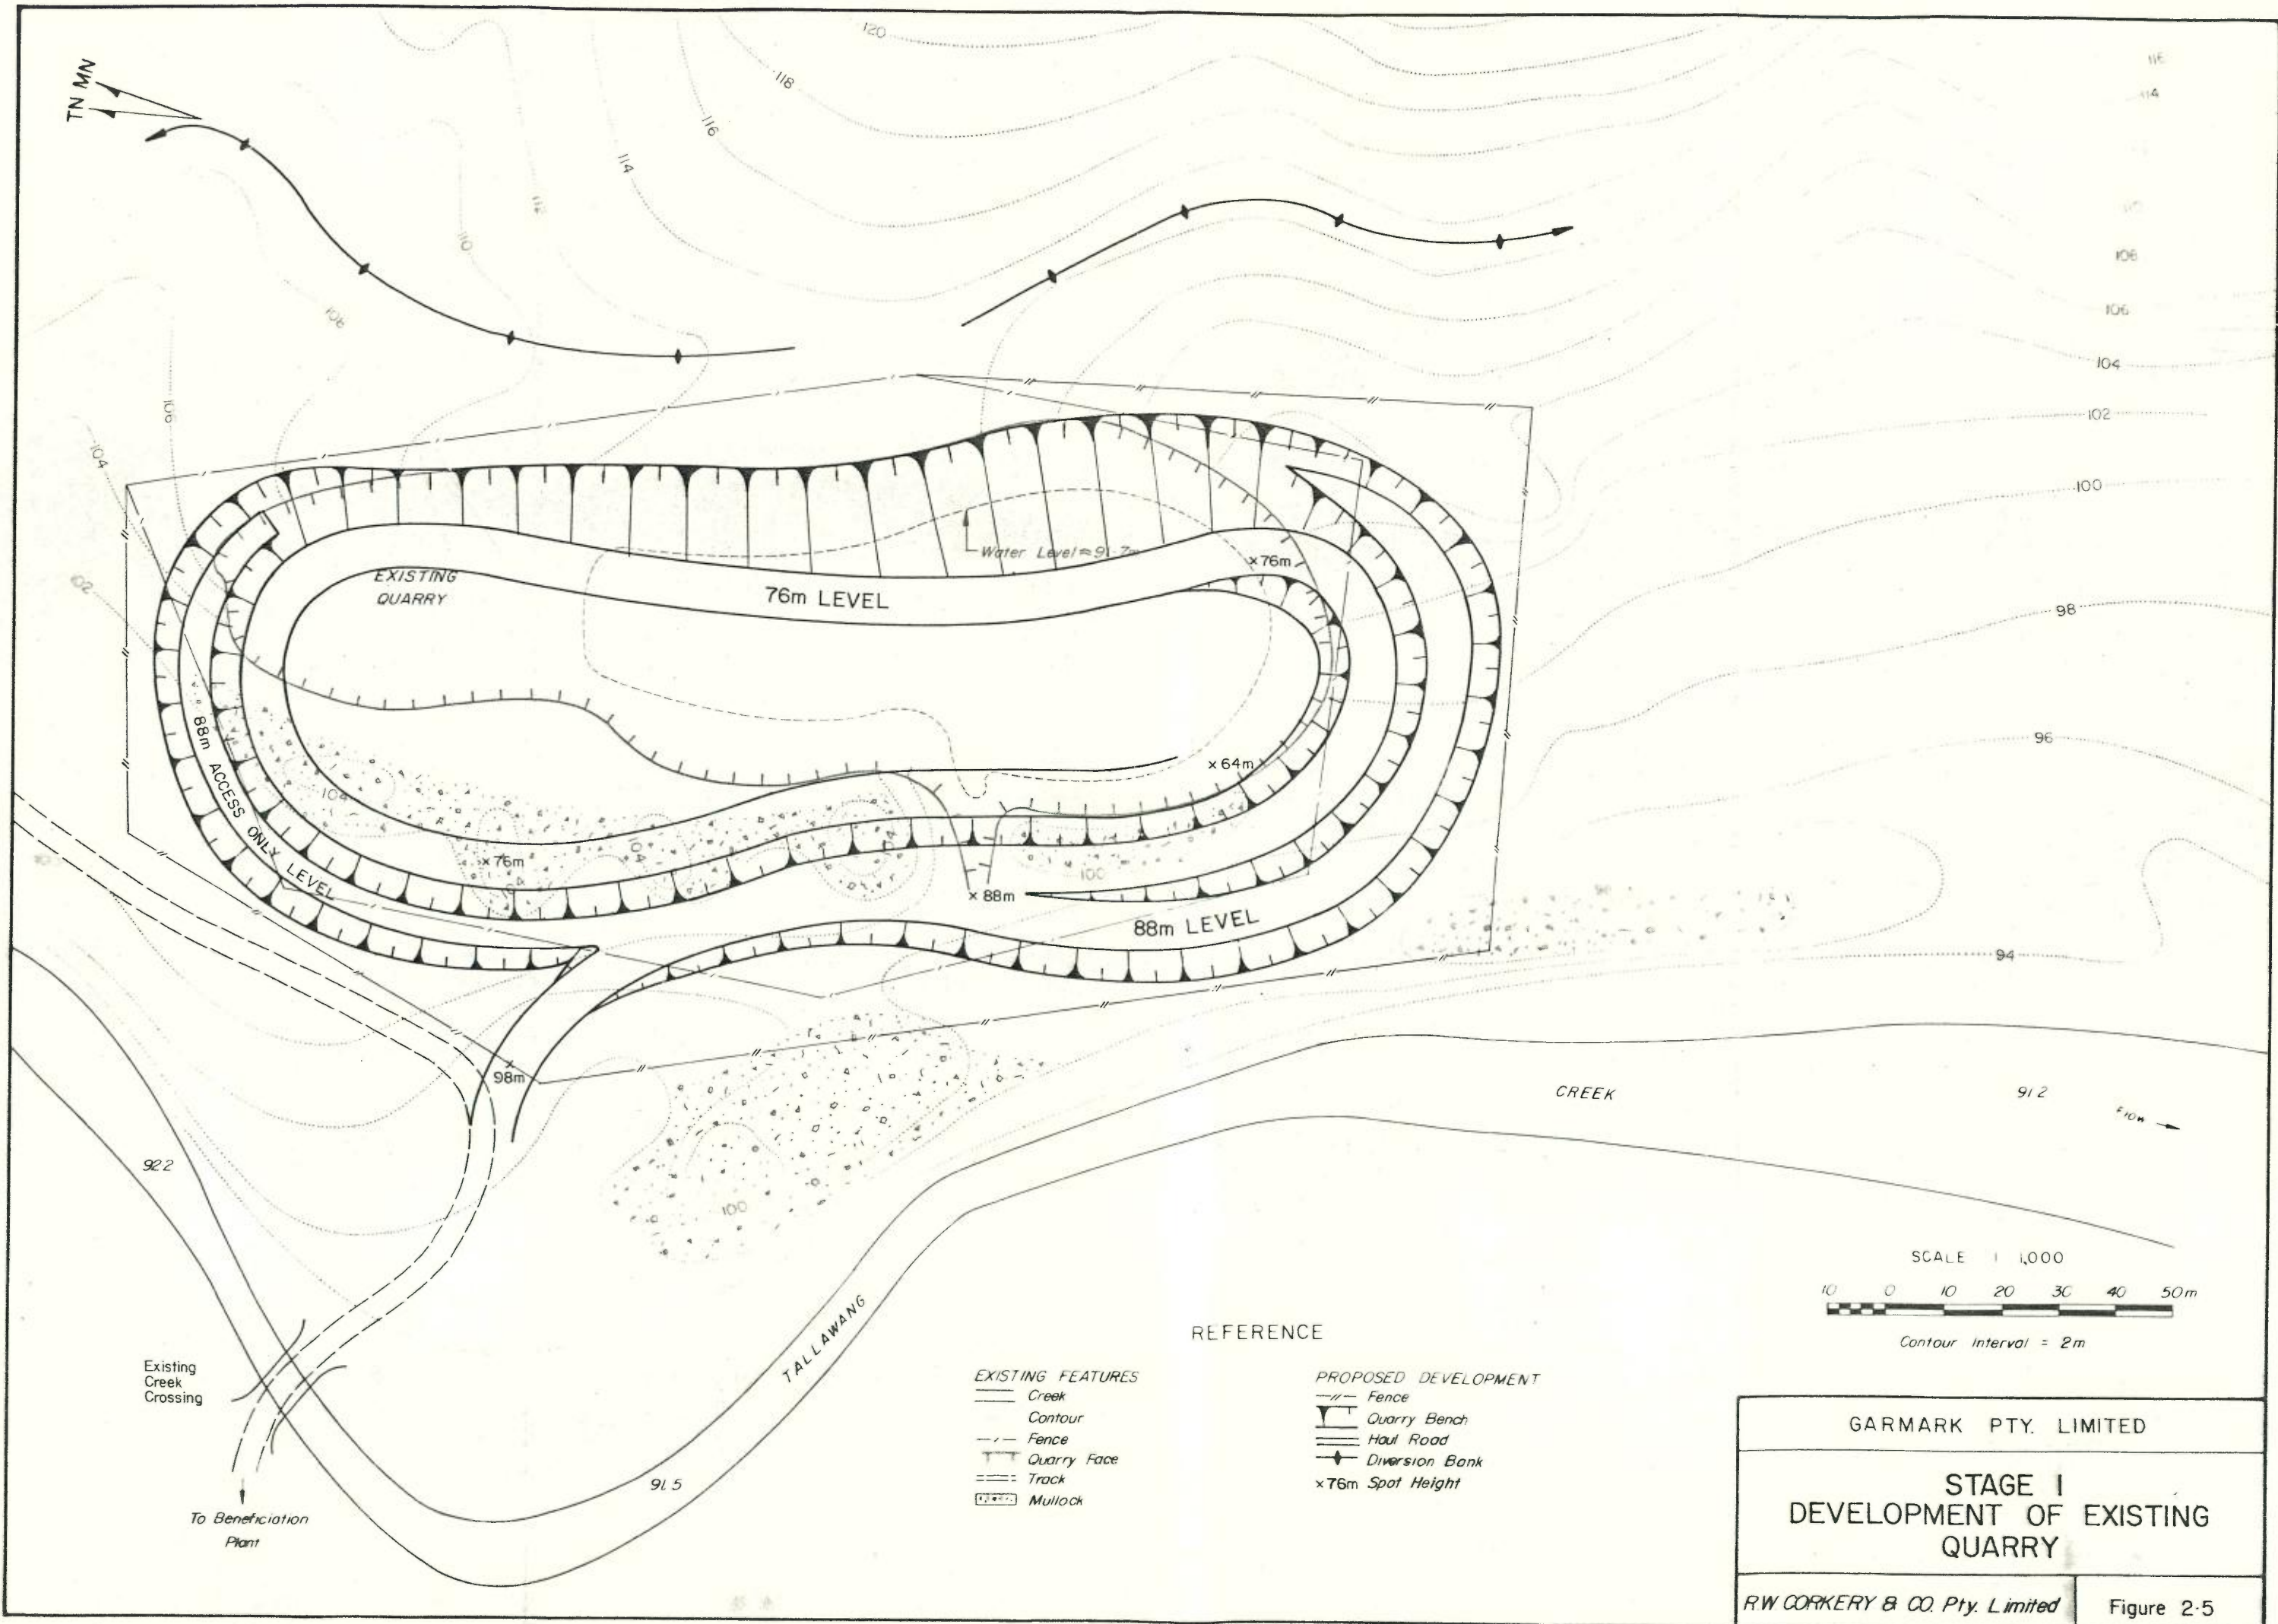 120
118
116
114
112
110
108
106
104
102
TN MN
116
114
106
104
102
100
98
96
94
Water Level ≈ 91·7m
×76m
EXISTING
QUARRY
76m LEVEL
88m ACCESS ONLY LEVEL
104
×64m
×76m
104
104
100
×88m
88m LEVEL
×
98m
CREEK
912
Flow
922
100
TALLAWANG
91.5
Existing
Creek
Crossing
To Beneficiation
Plant
SCALE 1 1,000
10 0 10 20 30 40 50m
Contour Interval = 2m
REFERENCE
EXISTING FEATURES
Creek
Contour
Fence
Quarry Face
Track
Mullock
PROPOSED DEVELOPMENT
Fence
Quarry Bench
Haul Road
Diversion Bank
×76m Spot Height
GARMARK PTY. LIMITED
STAGE 1
DEVELOPMENT OF EXISTING
QUARRY
RW CORKERY & CO. Pty. Limited
Figure 2·5